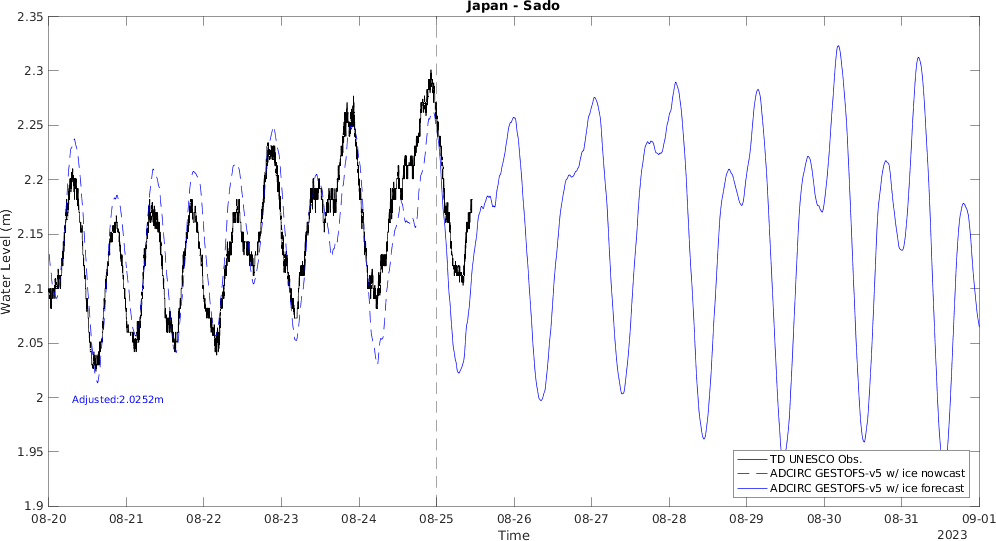 Japan - Sado
2.35
2.3
2.25
2.2
2.15
2.1
2.05
2
1.95
1.9
Water Level (m)
Adjusted:2.0252m
TD UNESCO Obs.
ADCIRC GESTOFS-v5 w/ ice nowcast
ADCIRC GESTOFS-v5 w/ ice forecast
08-20 08-21 08-22 08-23 08-24 08-25 08-26 08-27 08-28 08-29 08-30 08-31 09-01
Time
2023